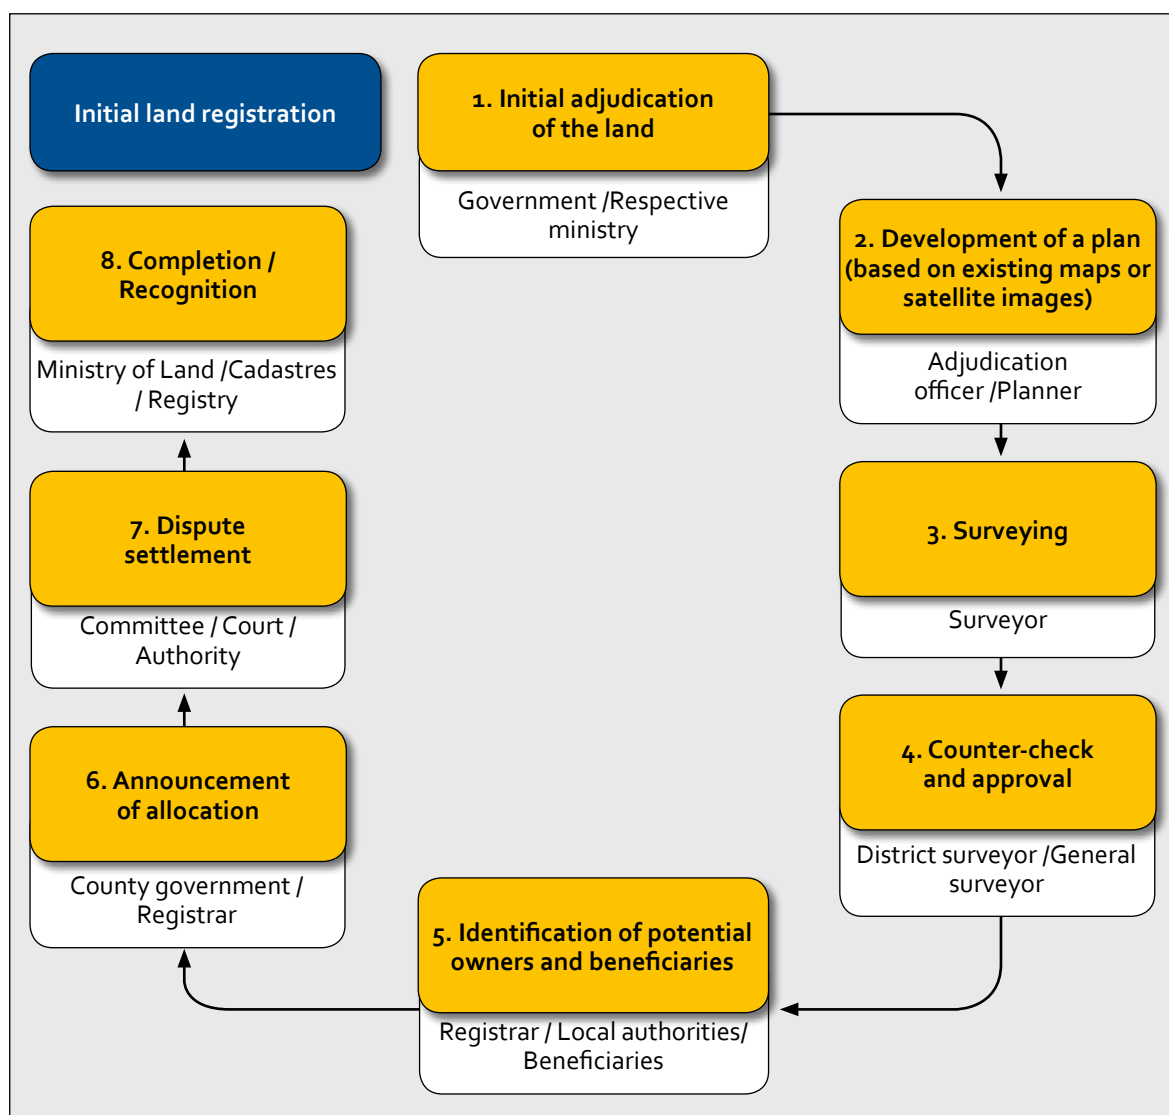 Initial land registration
1. Initial adjudication
of the land
Government /Respective
ministry
2. Development of a plan
(based on existing maps or
satellite images)
Adjudication
officer /Planner
3. Surveying
Surveyor
4. Counter-check
and approval
District surveyor /General
surveyor
5. Identification of potential
owners and beneficiaries
Registrar / Local authorities/
Beneficiaries
6. Announcement
of allocation
County government /
Registrar
7. Dispute
settlement
Committee / Court /
Authority
8. Completion /
Recognition
Ministry of Land /Cadastres
/ Registry